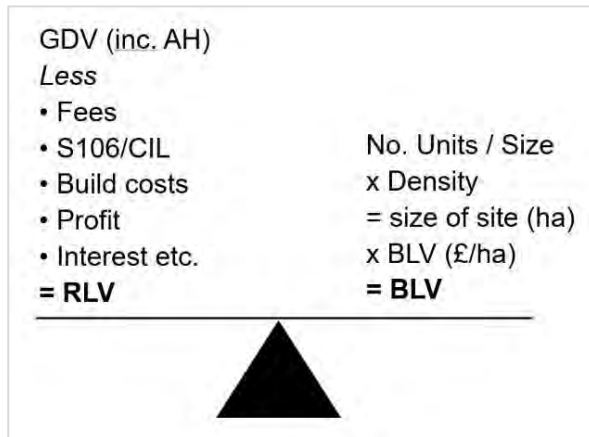 GDV (inc. AH)
Less
• Fees
• S106/CIL
• Build costs
• Profit
• Interest etc.
= RLV
No. Units / Size
x Density
= size of site (ha)
x BLV (£/ha)
= BLV